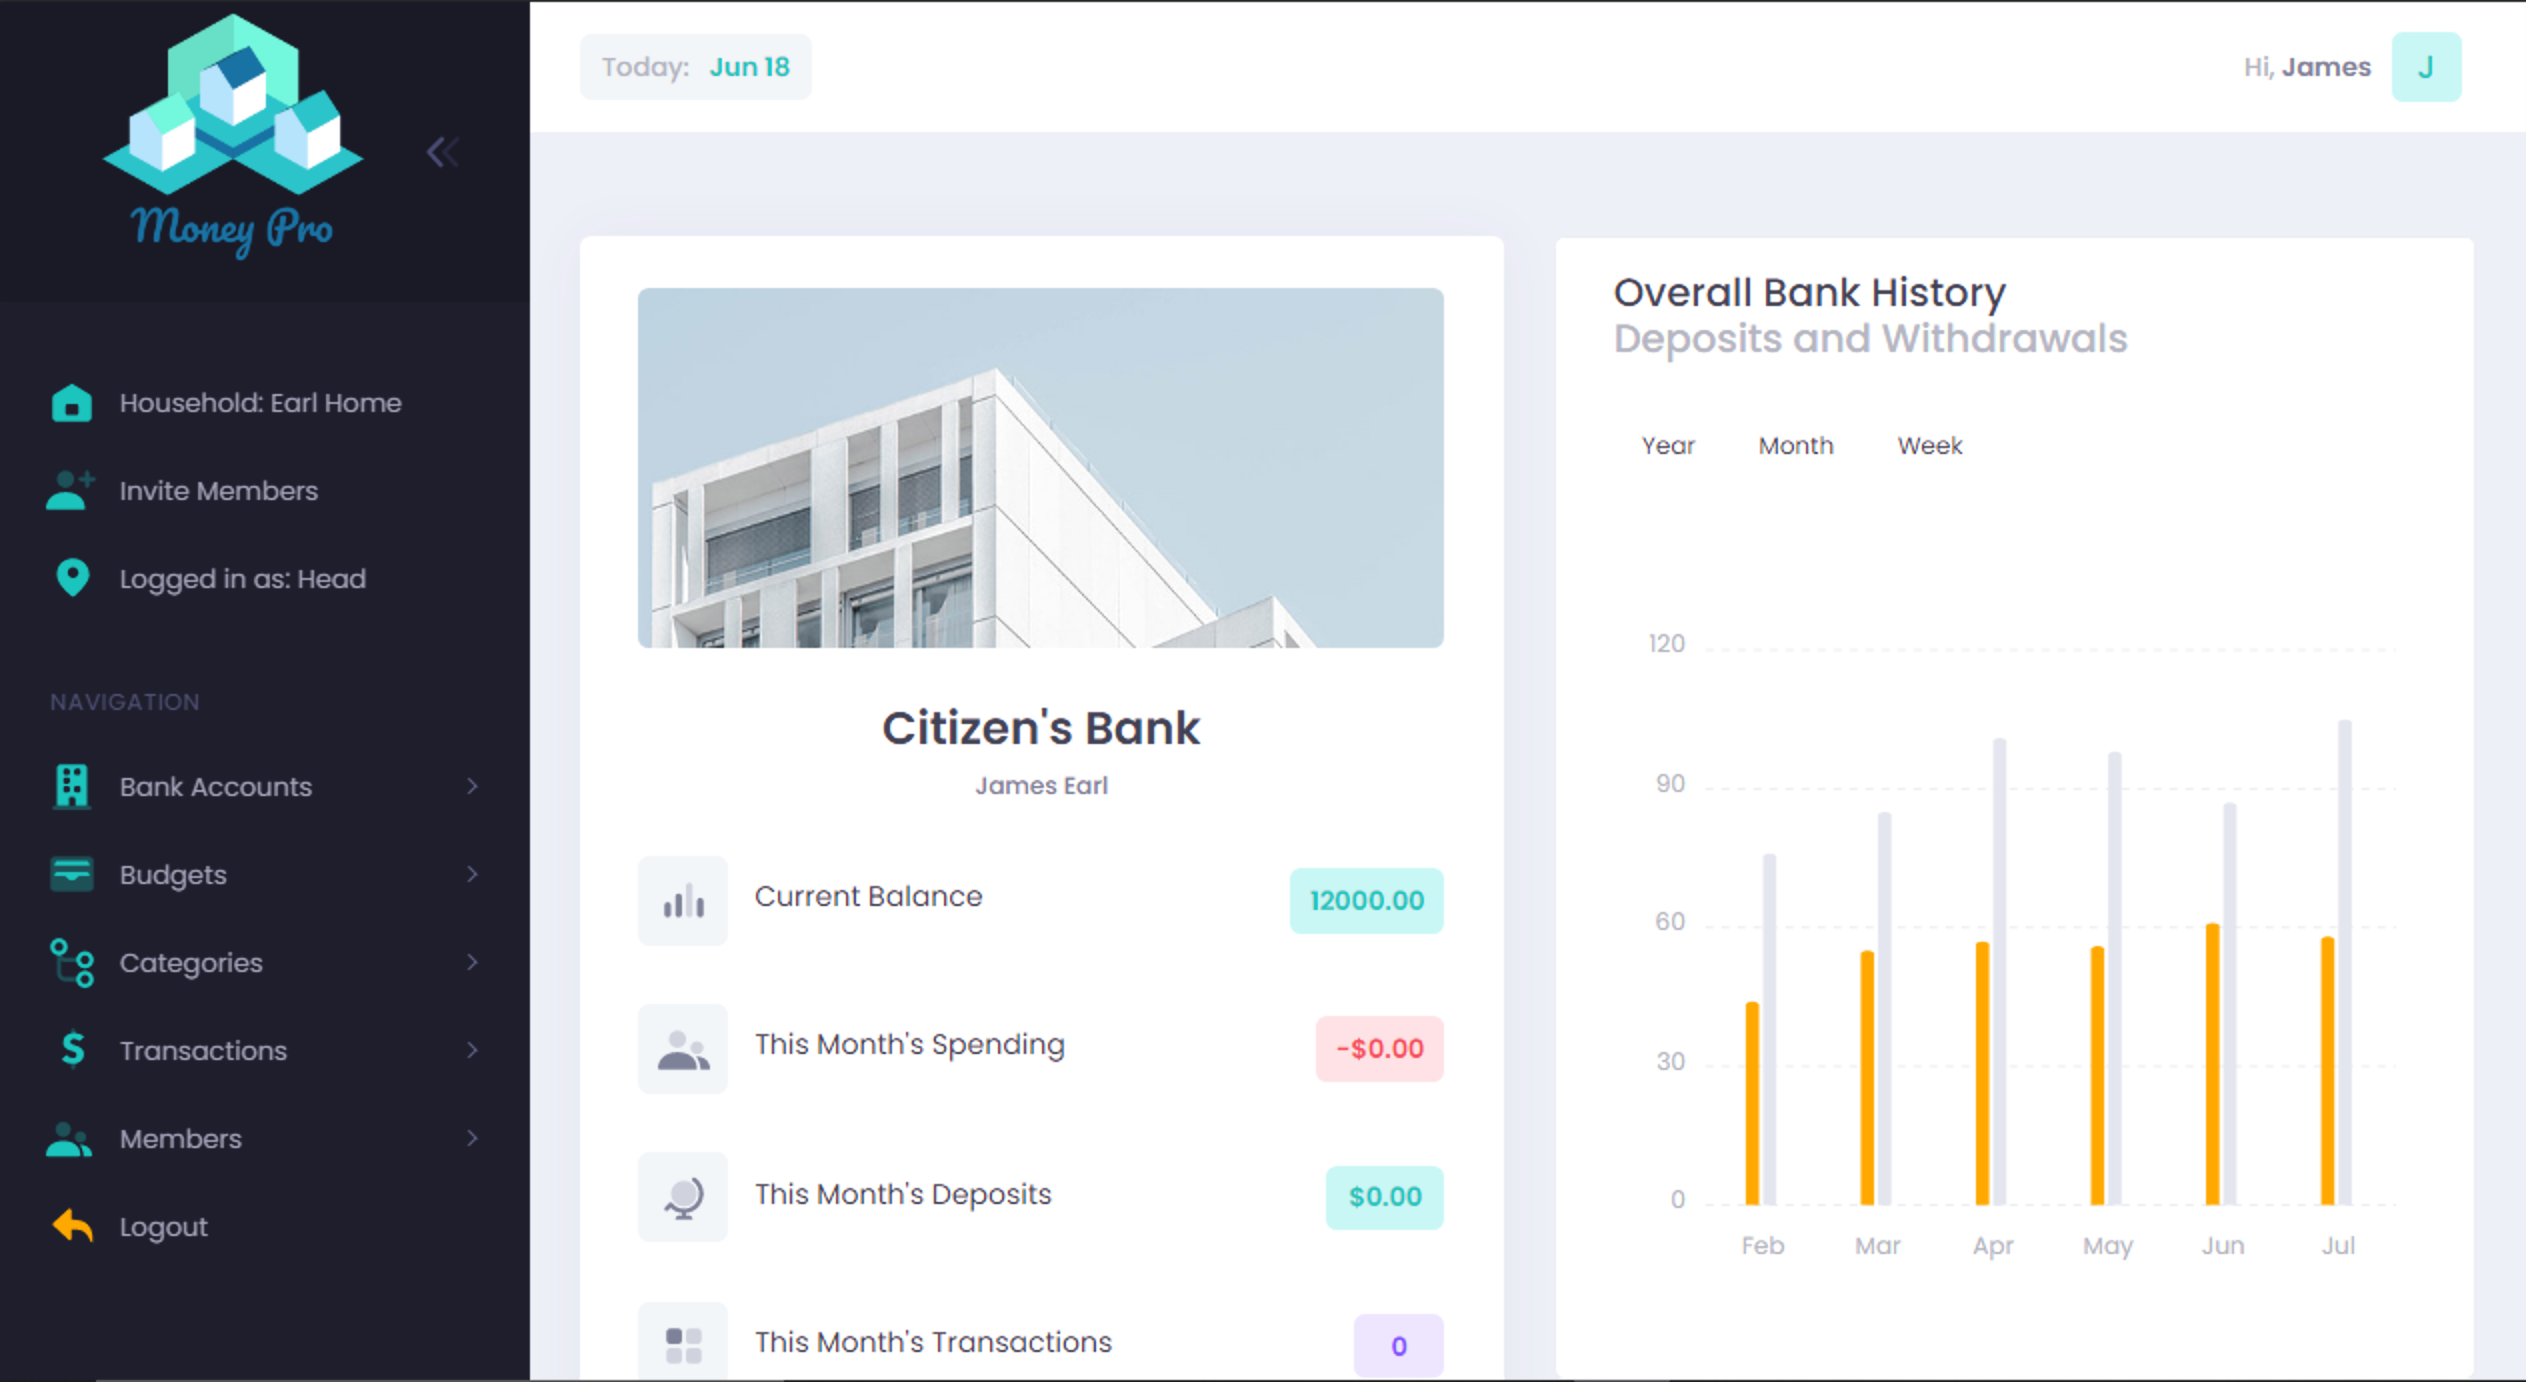 Money Pro
Household: Earl Home
Invite Members
Logged in as: Head
NAVIGATION
Bank Accounts
Budgets
Categories
Transactions
Members
Logout
Today: Jun 18
Hi, James J
Citizen's Bank
James Earl
Current Balance 12000.00
This Month's Spending -$0.00
This Month's Deposits $0.00
This Month's Transactions 0
Overall Bank History
Deposits and Withdrawals
Year Month Week
120
90
60
30
0
Feb Mar Apr May Jun Jul